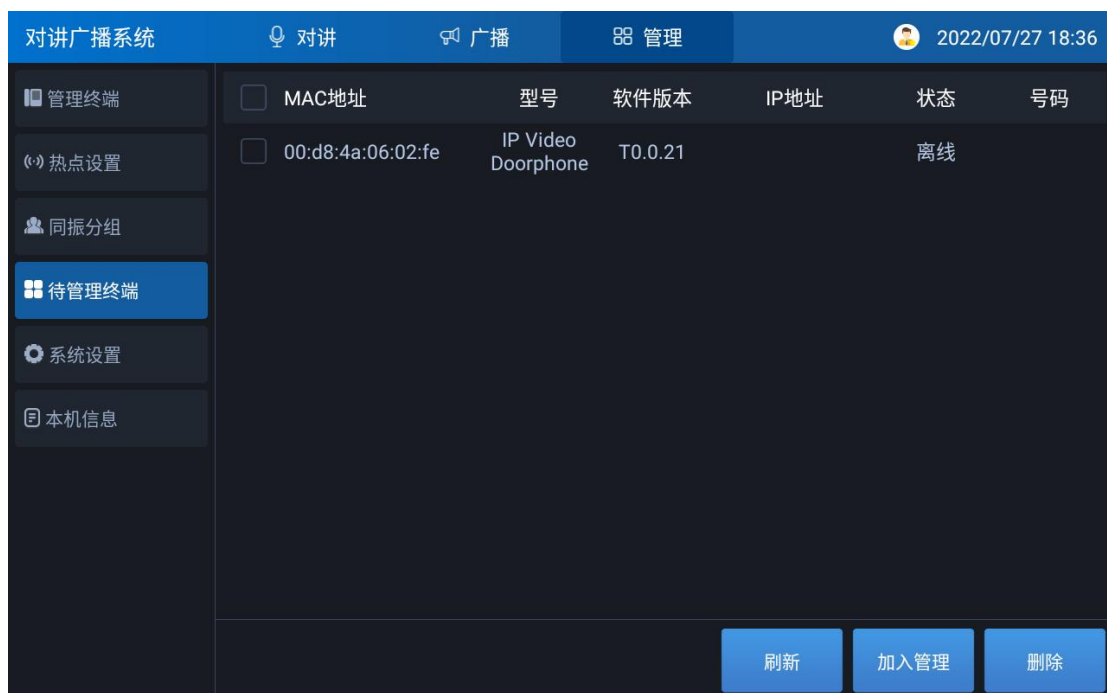 对讲广播系统 对讲 广播 管理 2022/07/27 18:36
管理终端
热点设置
同振分组
待管理终端
系统设置
本机信息
MAC地址 型号 软件版本 IP地址 状态 号码
00:d8:4a:06:02:fe IP Video Doorphone T0.0.21 离线
刷新 加入管理 删除